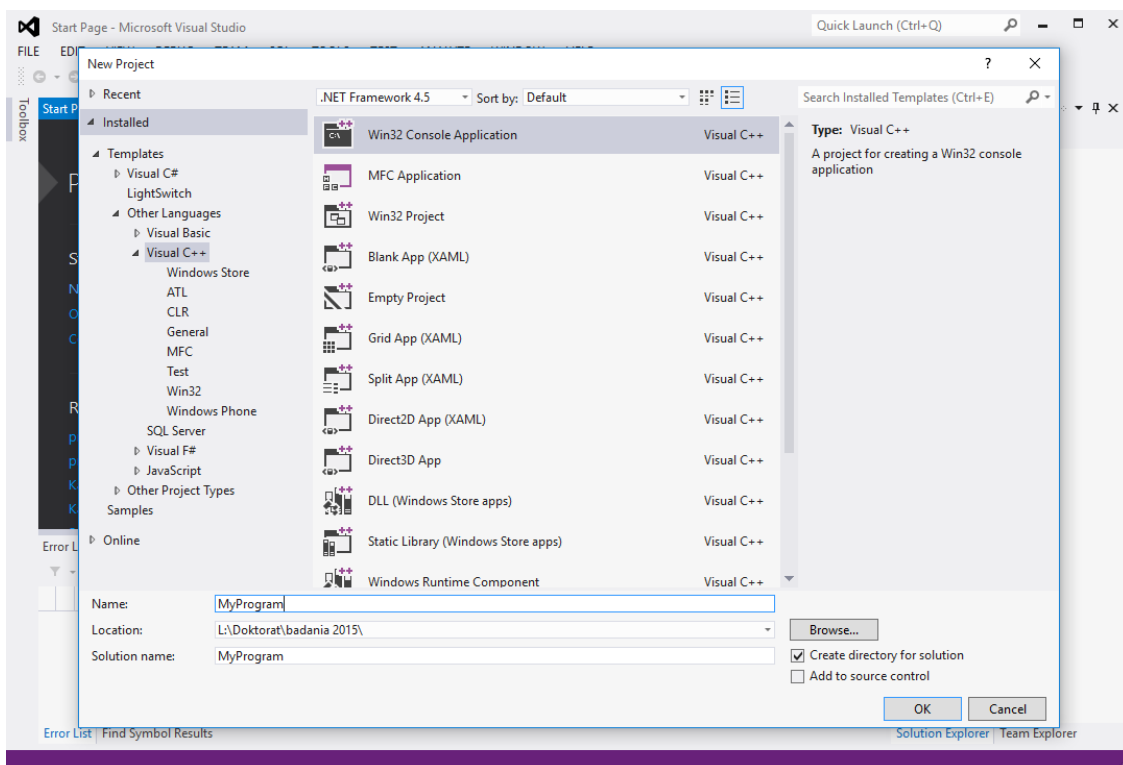 Start Page - Microsoft Visual Studio
Quick Launch (Ctrl+Q)
FILE
New Project
?
Toolbox
Start P
Recent
Installed
Templates
Visual C#
LightSwitch
Other Languages
Visual Basic
Visual C++
Windows Store
ATL
CLR
General
MFC
Test
Win32
Windows Phone
SQL Server
Visual F#
JavaScript
Other Project Types
Samples
Online
.NET Framework 4.5
Sort by: Default
Win32 Console Application Visual C++
MFC Application Visual C++
Win32 Project Visual C++
Blank App (XAML) Visual C++
Empty Project Visual C++
Grid App (XAML) Visual C++
Split App (XAML) Visual C++
Direct2D App (XAML) Visual C++
Direct3D App Visual C++
DLL (Windows Store apps) Visual C++
Static Library (Windows Store apps) Visual C++
Windows Runtime Component Visual C++
Search Installed Templates (Ctrl+E)
Type: Visual C++
A project for creating a Win32 console
application
Error L
Name: MyProgram
Location: L:\Doktorat\badania 2015\
Browse...
Solution name: MyProgram
Create directory for solution
Add to source control
OK
Cancel
Error List
Find Symbol Results
Solution Explorer
Team Explorer